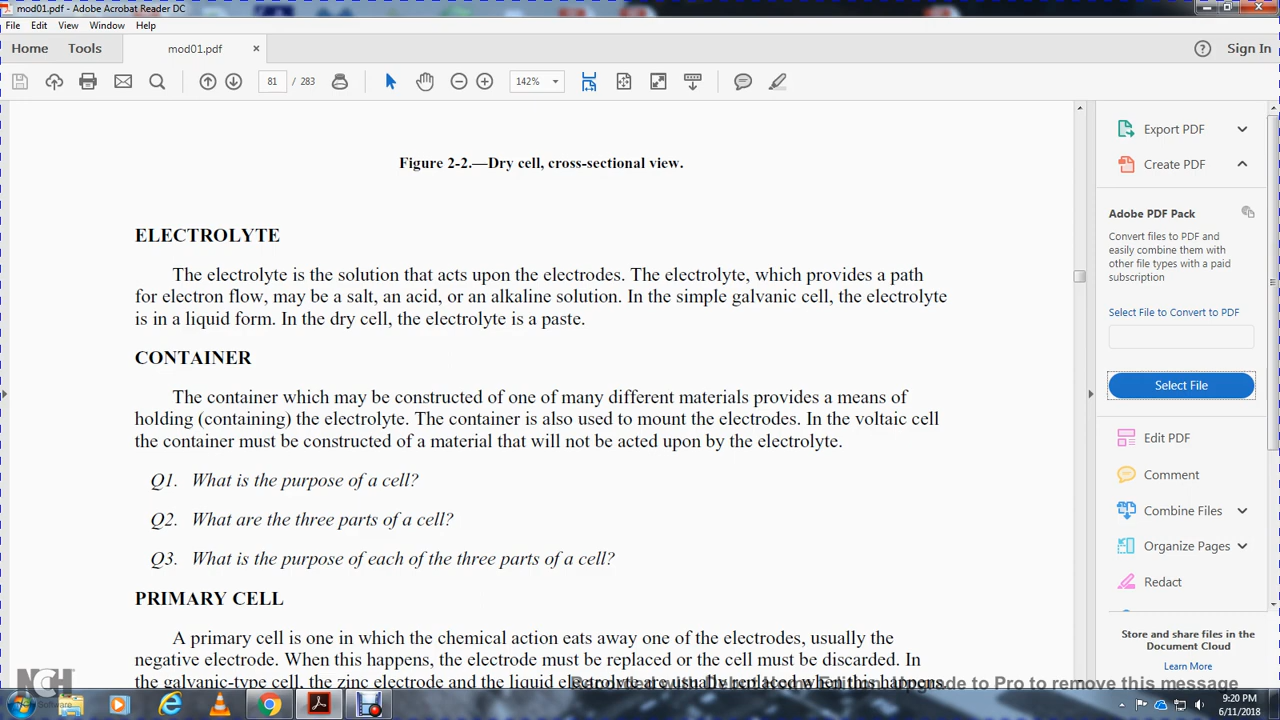 mod01.pdf - Adobe Acrobat Reader DC
File Edit View Window Help
Home Tools mod01.pdf × Sign In
81 / 283 142%
Figure 2-2.—Dry cell, cross-sectional view.
ELECTROLYTE
The electrolyte is the solution that acts upon the electrodes. The electrolyte, which provides a path
for electron flow, may be a salt, an acid, or an alkaline solution. In the simple galvanic cell, the electrolyte
is in a liquid form. In the dry cell, the electrolyte is a paste.
CONTAINER
The container which may be constructed of one of many different materials provides a means of
holding (containing) the electrolyte. The container is also used to mount the electrodes. In the voltaic cell
the container must be constructed of a material that will not be acted upon by the electrolyte.
Q1. What is the purpose of a cell?
Q2. What are the three parts of a cell?
Q3. What is the purpose of each of the three parts of a cell?
PRIMARY CELL
A primary cell is one in which the chemical action eats away one of the electrodes, usually the
negative electrode. When this happens, the electrode must be replaced or the cell must be discarded. In
the galvanic-type cell, the zinc electrode and the liquid electrolyte are usually replaced when this happens.
Export PDF
Create PDF
Adobe PDF Pack
Convert files to PDF and
easily combine them with
other file types with a paid
subscription
Select File to Convert to PDF
Select File
Edit PDF
Comment
Combine Files
Organize Pages
Redact
Store and share files in the
Document Cloud
Learn More
NCH
Software
Upgrade to Pro to remove this message
9:20 PM
6/11/2018